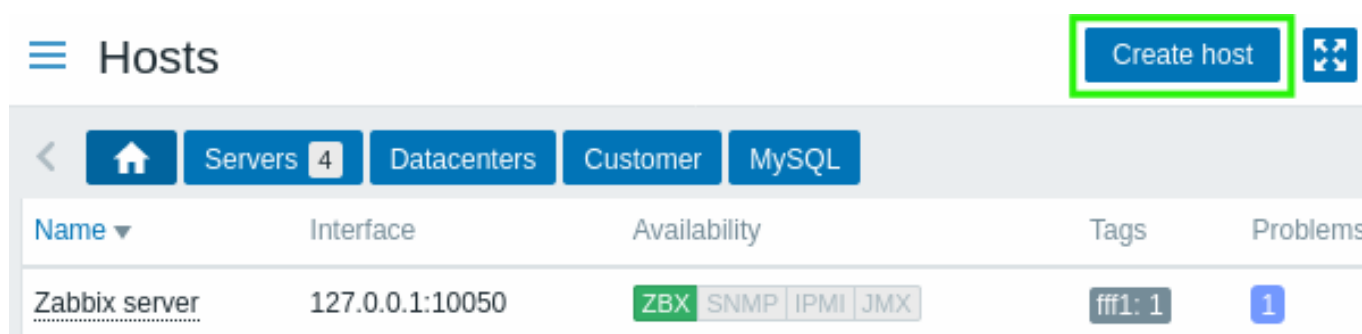 Hosts Create host
Servers 4 Datacenters Customer MySQL
Name Interface Availability Tags Problems
Zabbix server 127.0.0.1:10050 ZBX SNMP IPMI JMX fff1: 1 1